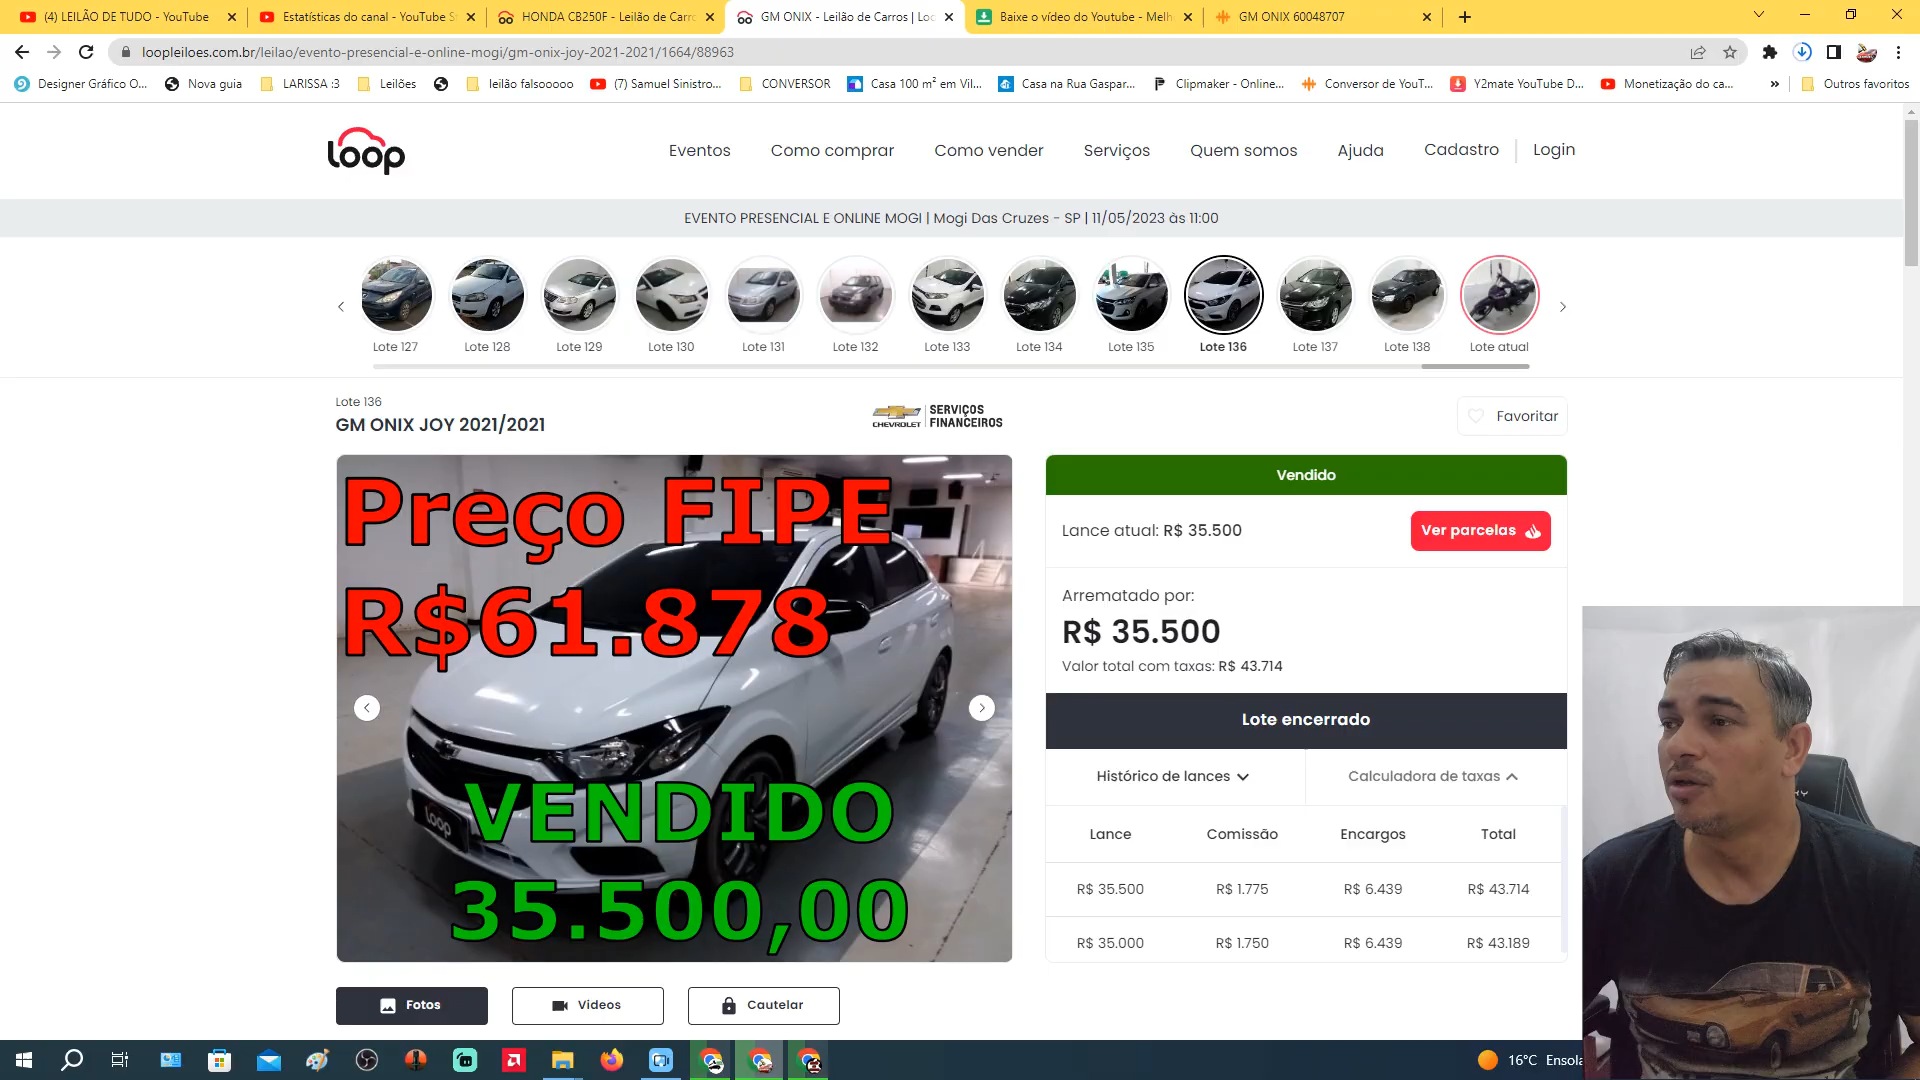 (4) LEILÃO DE TUDO - YouTube
Estatísticas do canal - YouTube S
HONDA CB250F - Leilão de Carro
GM ONIX - Leilão de Carros | Loo
Baixe o vídeo do Youtube - Melh
GM ONIX 60048707
loopleiloes.com.br/leilao/evento-presencial-e-online-mogi/gm-onix-joy-2021-2021/1664/88963
Designer Gráfico O...
Nova guia
LARISSA :3
Leilões
leilão falsooooo
(7) Samuel Sinistro...
CONVERSOR
Casa 100 m² em Vil...
Casa na Rua Gaspar...
Clipmaker - Online...
Conversor de YouT...
Y2mate YouTube D...
Monetização do ca...
»
Outros favoritos
loop
Eventos
Como comprar
Como vender
Serviços
Quem somos
Ajuda
Cadastro
Login
EVENTO PRESENCIAL E ONLINE MOGI | Mogi Das Cruzes - SP | 11/05/2023 às 11:00
Lote 127
Lote 128
Lote 129
Lote 130
Lote 131
Lote 132
Lote 133
Lote 134
Lote 135
Lote 136
Lote 137
Lote 138
Lote atual
Lote 136
GM ONIX JOY 2021/2021
CHEVROLET
SERVIÇOS
FINANCEIROS
Favoritar
Preço FIPE
R$61.878
loop
VENDIDO
35.500,00
Vendido
Lance atual: R$ 35.500
Ver parcelas
Arrematado por:
R$ 35.500
Valor total com taxas: R$ 43.714
Lote encerrado
Histórico de lances
Calculadora de taxas
Lance Comissão Encargos Total
R$ 35.500 R$ 1.775 R$ 6.439 R$ 43.714
R$ 35.000 R$ 1.750 R$ 6.439 R$ 43.189
Fotos
Videos
Cautelar
16°C Ensola